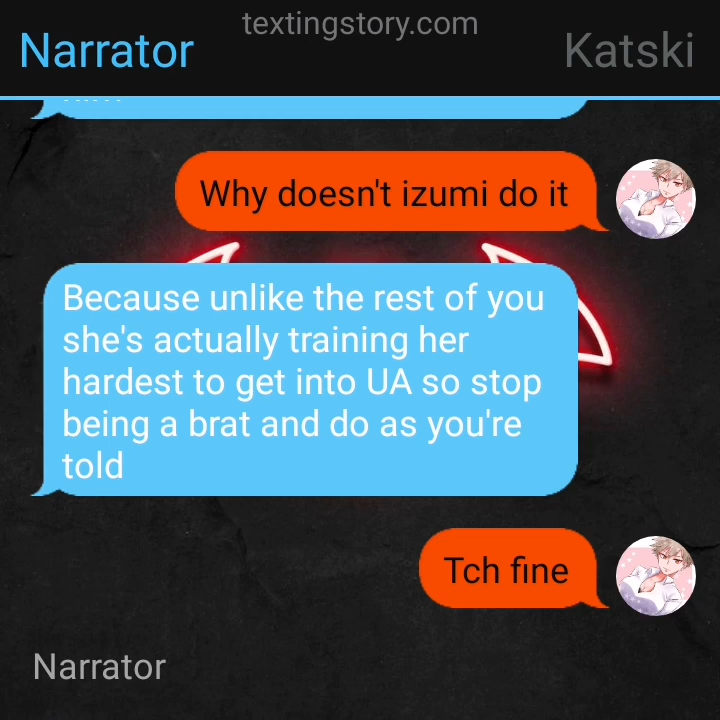 textingstory.com
Narrator
Katski
Why doesn't izumi do it
Because unlike the rest of you
she's actually training her
hardest to get into UA so stop
being a brat and do as you're
told
Tch fine
Narrator